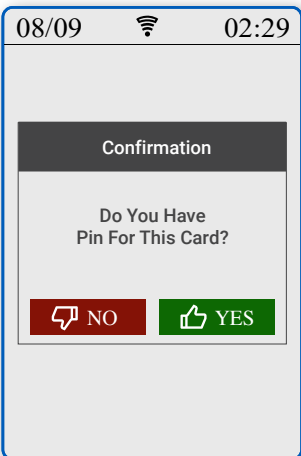 08/09 02:29
Confirmation
Do You Have
Pin For This Card?
NO YES